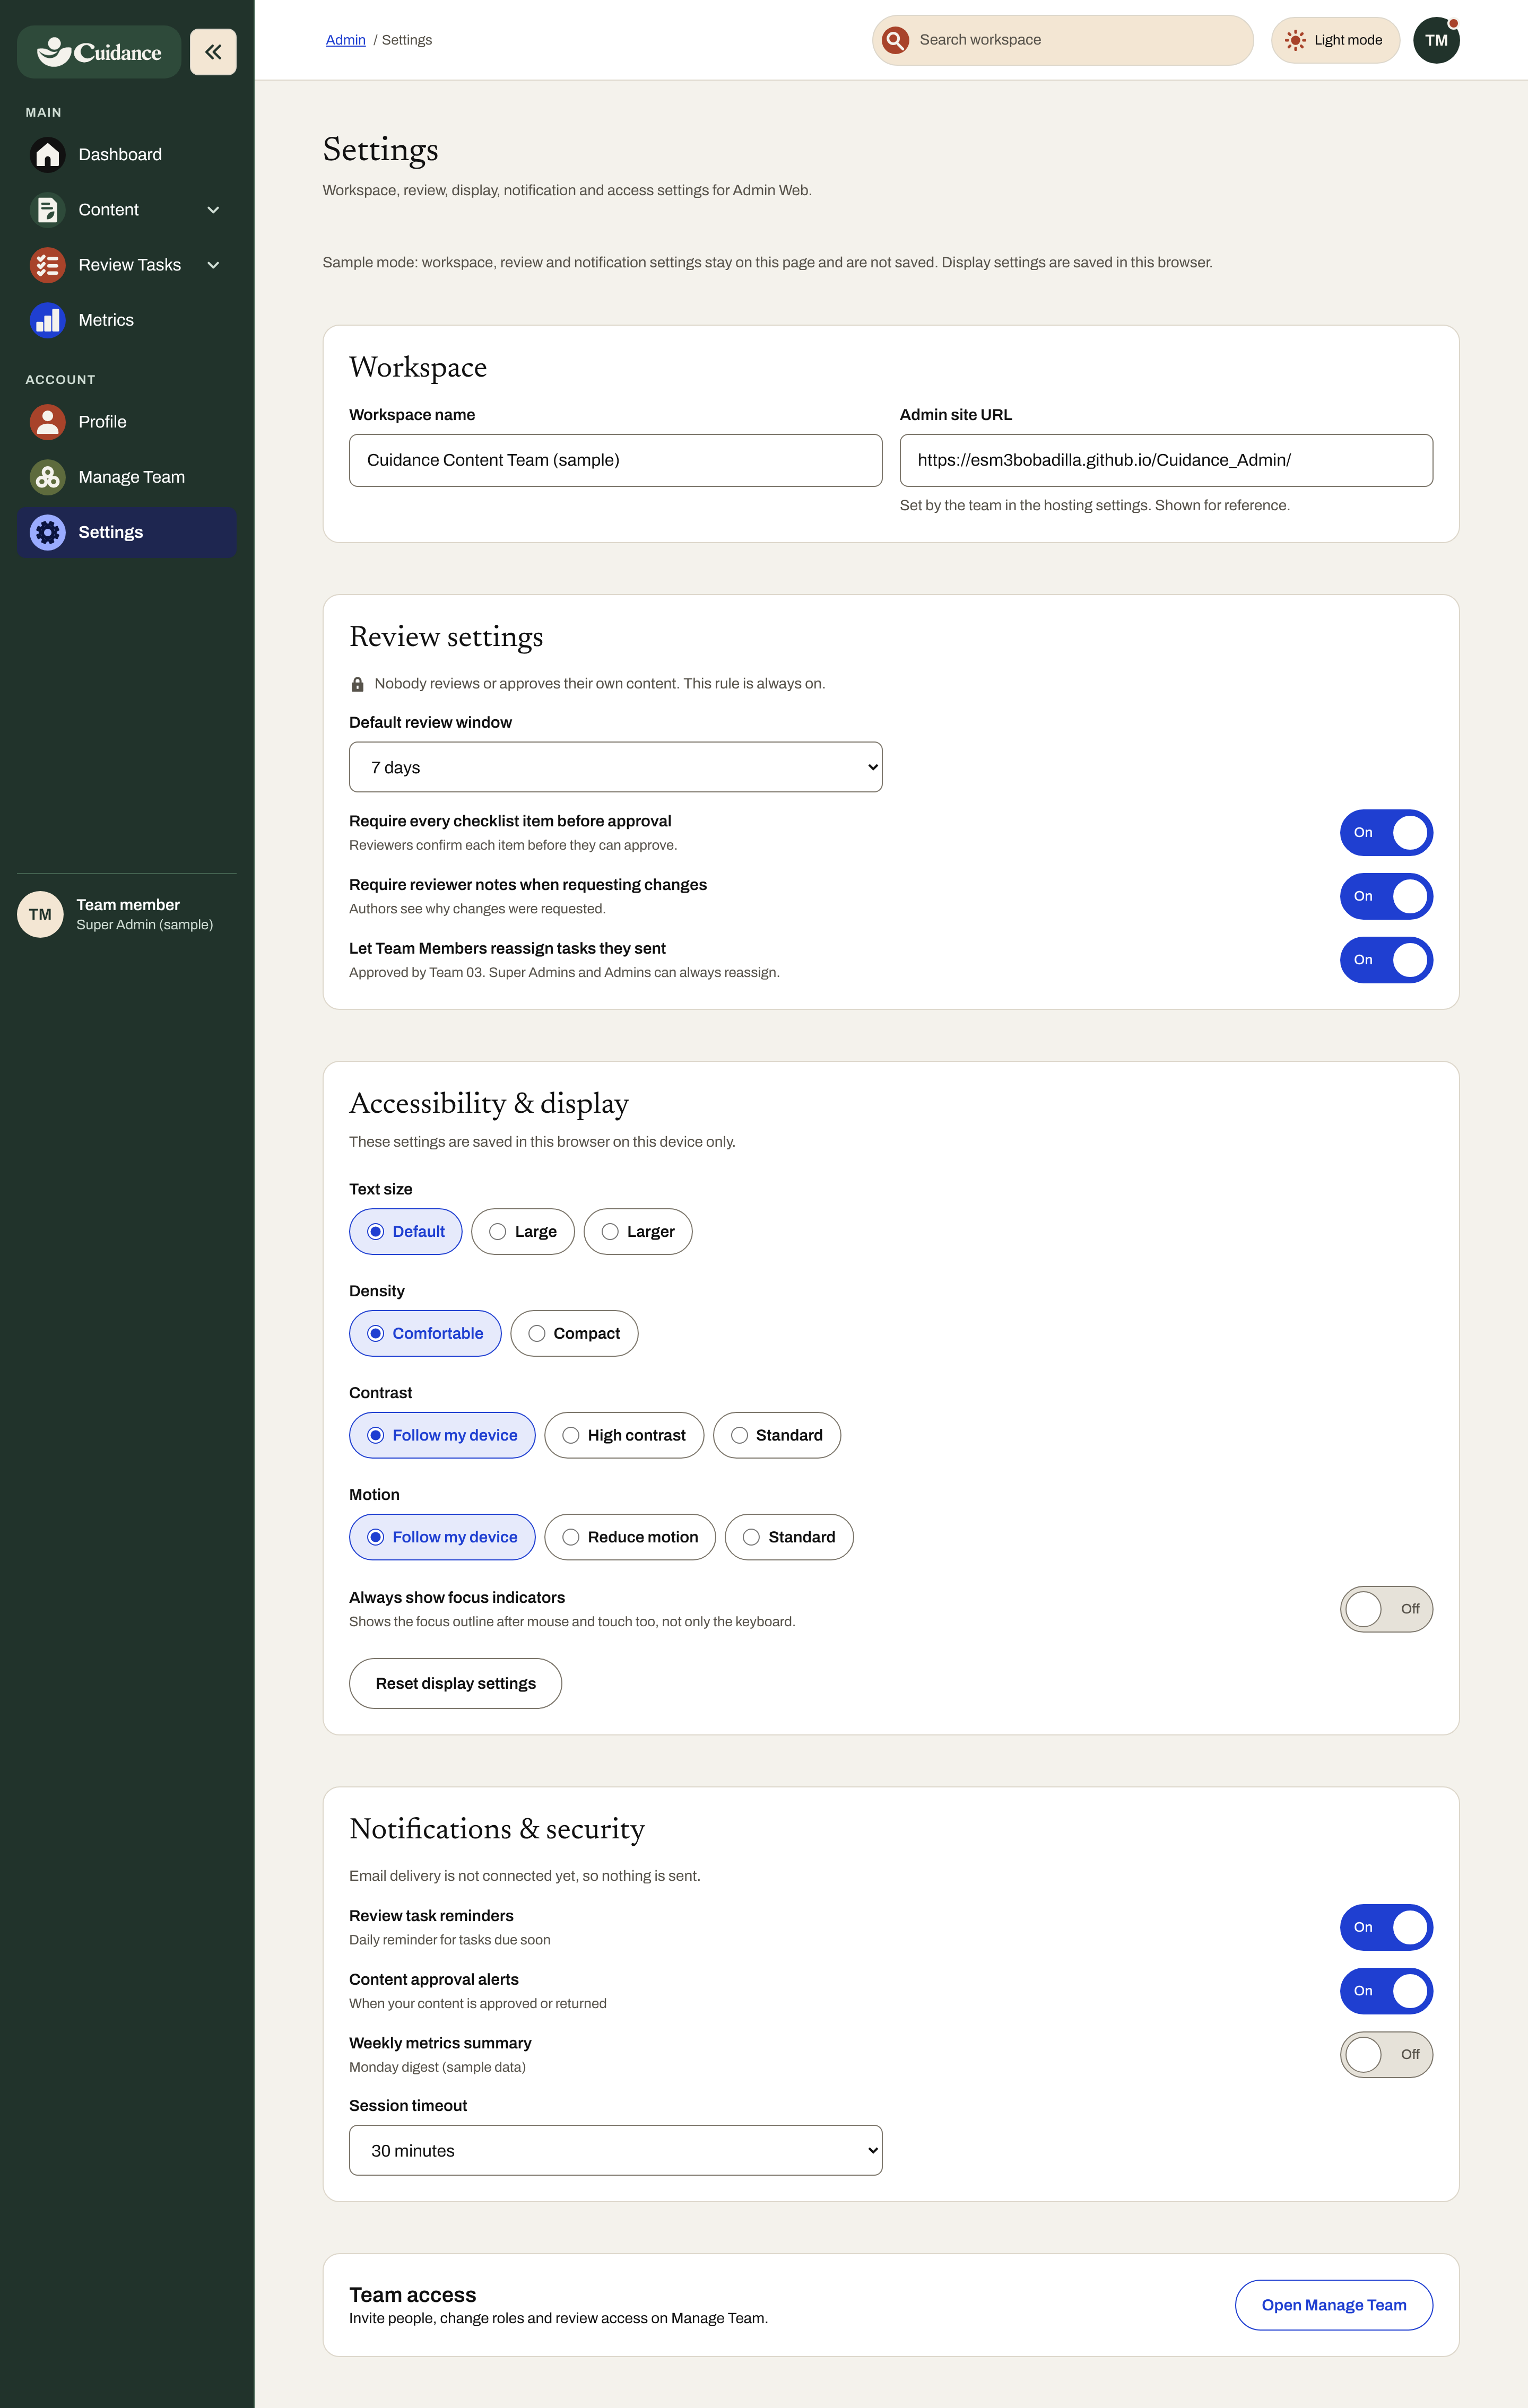 Cuidance
MAIN
Dashboard
Content
Review Tasks
Metrics
ACCOUNT
Profile
Manage Team
Settings
TM
Team member
Super Admin (sample)
Admin / Settings
Search workspace
Light mode
TM
Settings
Workspace, review, display, notification and access settings for Admin Web.
Sample mode: workspace, review and notification settings stay on this page and are not saved. Display settings are saved in this browser.
Workspace
Workspace name
Cuidance Content Team (sample)
Admin site URL
https://esm3bobadilla.github.io/Cuidance_Admin/
Set by the team in the hosting settings. Shown for reference.
Review settings
Nobody reviews or approves their own content. This rule is always on.
Default review window
7 days
Require every checklist item before approval
Reviewers confirm each item before they can approve.
On
Require reviewer notes when requesting changes
Authors see why changes were requested.
On
Let Team Members reassign tasks they sent
Approved by Team 03. Super Admins and Admins can always reassign.
On
Accessibility & display
These settings are saved in this browser on this device only.
Text size
Default Large Larger
Density
Comfortable Compact
Contrast
Follow my device High contrast Standard
Motion
Follow my device Reduce motion Standard
Always show focus indicators
Shows the focus outline after mouse and touch too, not only the keyboard.
Off
Reset display settings
Notifications & security
Email delivery is not connected yet, so nothing is sent.
Review task reminders
Daily reminder for tasks due soon
On
Content approval alerts
When your content is approved or returned
On
Weekly metrics summary
Monday digest (sample data)
Off
Session timeout
30 minutes
Team access
Invite people, change roles and review access on Manage Team.
Open Manage Team